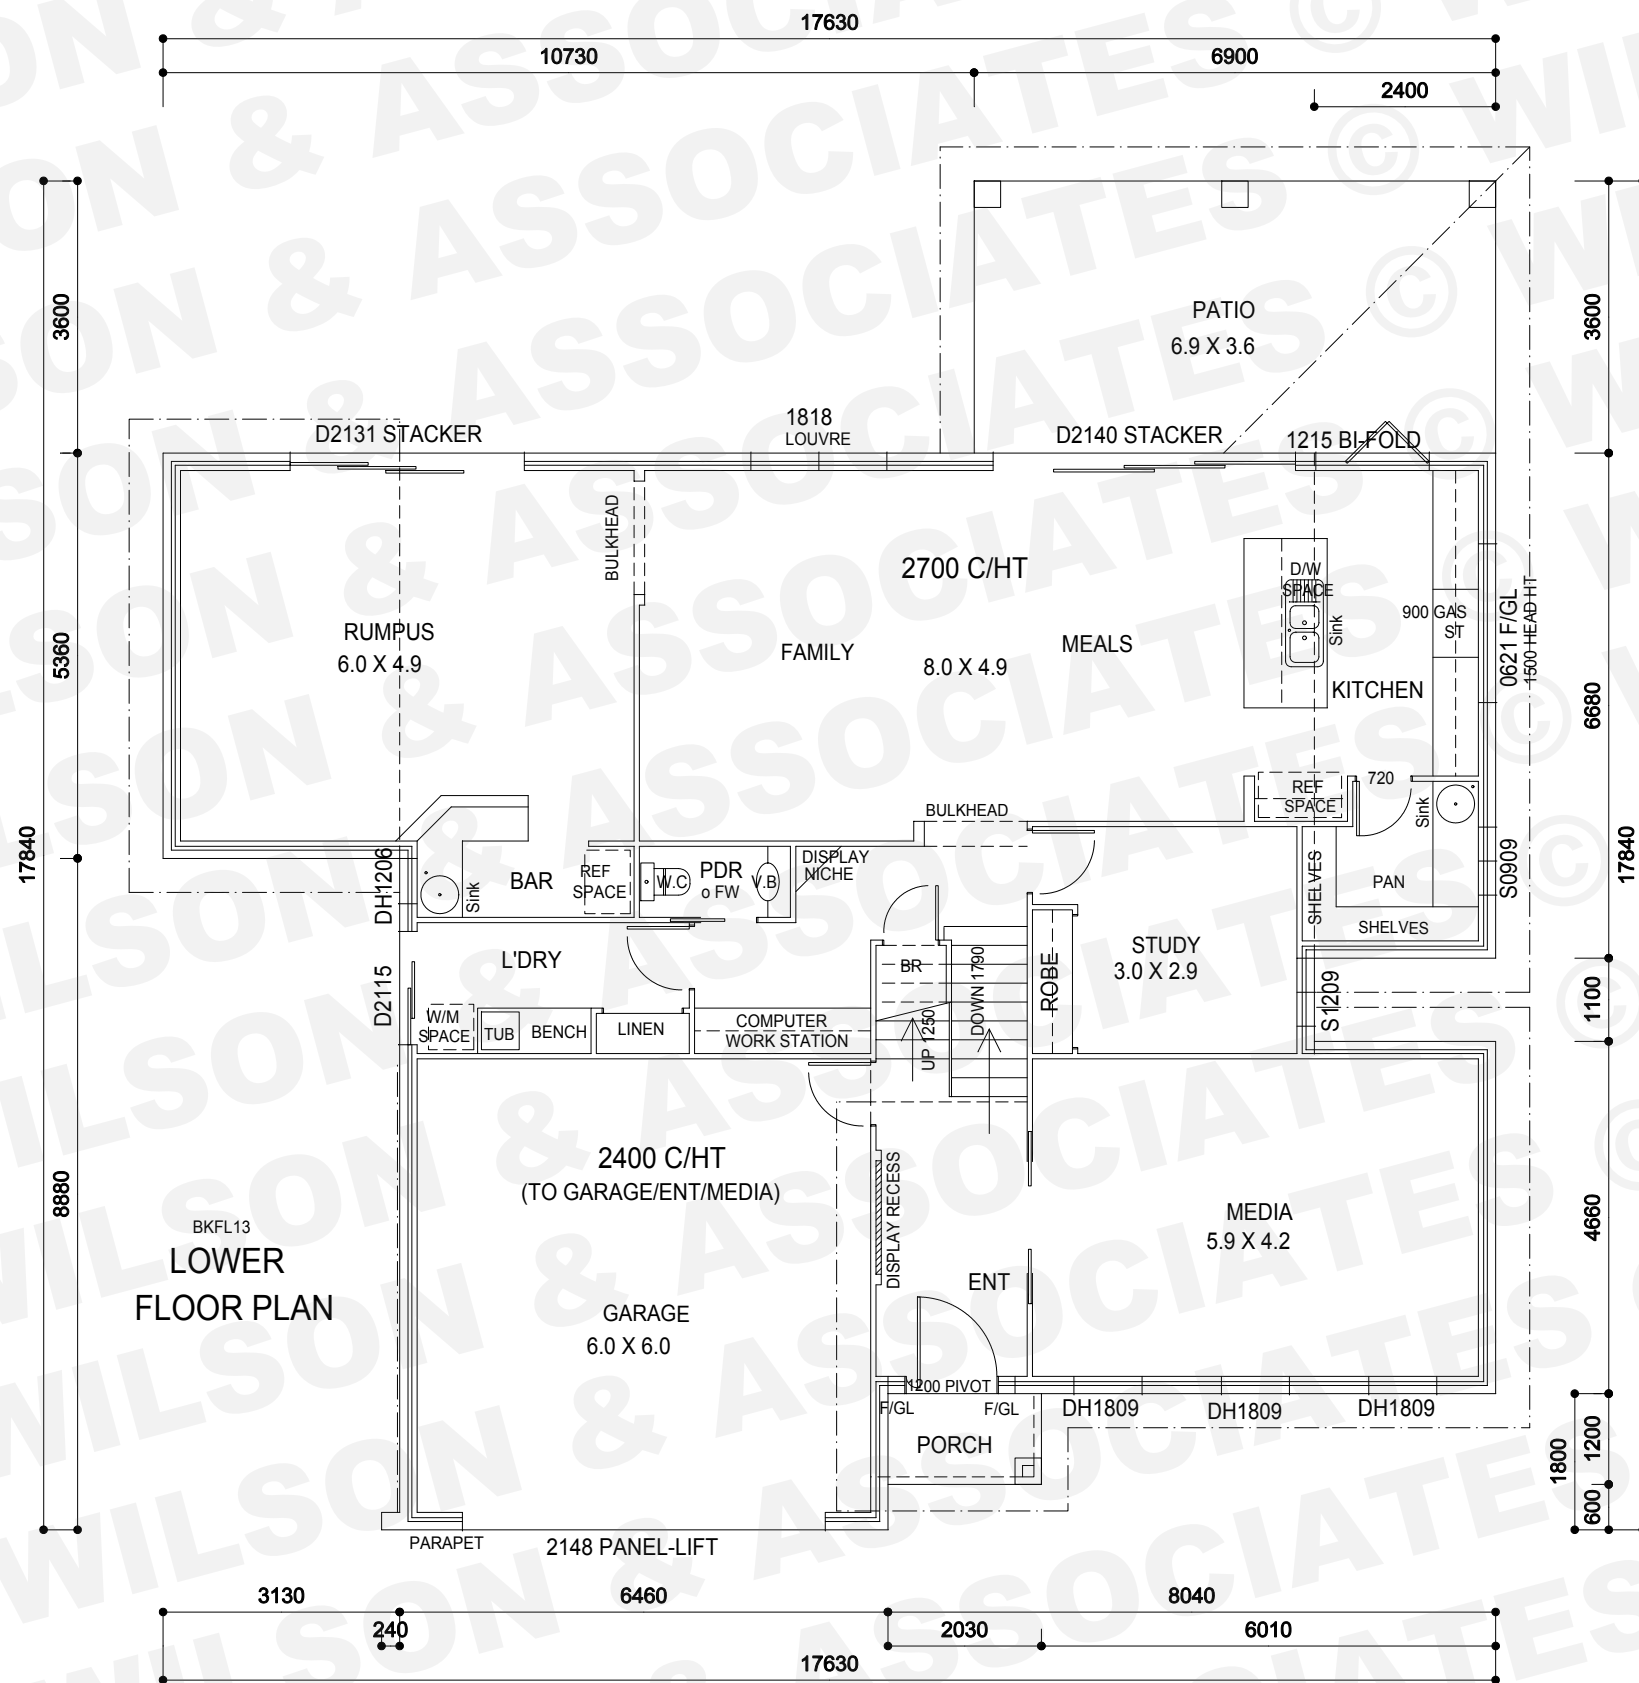 17630
10730
6900
2400
3600
3600
PATIO
6.9 X 3.6
D2131 STACKER
1818
LOUVRE
D2140 STACKER
1215 BI-FOLD
BULKHEAD
2700 C/HT
D/W
SPACE
Sink
900 GAS
ST
0621 F/GL
1500 HEAD HT
RUMPUS
6.0 X 4.9
FAMILY
8.0 X 4.9
MEALS
KITCHEN
5360
6680
17840
17840
BULKHEAD
REF
SPACE
720
Sink
DH1206
Sink
BAR
REF
SPACE
W.C
PDR
o FW
V.B
DISPLAY
NICHE
SHELVES
PAN
SHELVES
S0909
L'DRY
D2115
BR
DOWN 1790
UP 1250
ROBE
STUDY
3.0 X 2.9
S1209
1100
W/M
SPACE
TUB
BENCH
LINEN
COMPUTER
WORK STATION
2400 C/HT
(TO GARAGE/ENT/MEDIA)
DISPLAY RECESS
MEDIA
5.9 X 4.2
8880
4660
BKFL13
LOWER
FLOOR PLAN
ENT
GARAGE
6.0 X 6.0
1200 PIVOT
F/GL
F/GL
DH1809
DH1809
DH1809
PORCH
1800
1200
600
PARAPET
2148 PANEL-LIFT
3130
6460
8040
240
2030
6010
17630
WILSON & ASSOCIATES ©